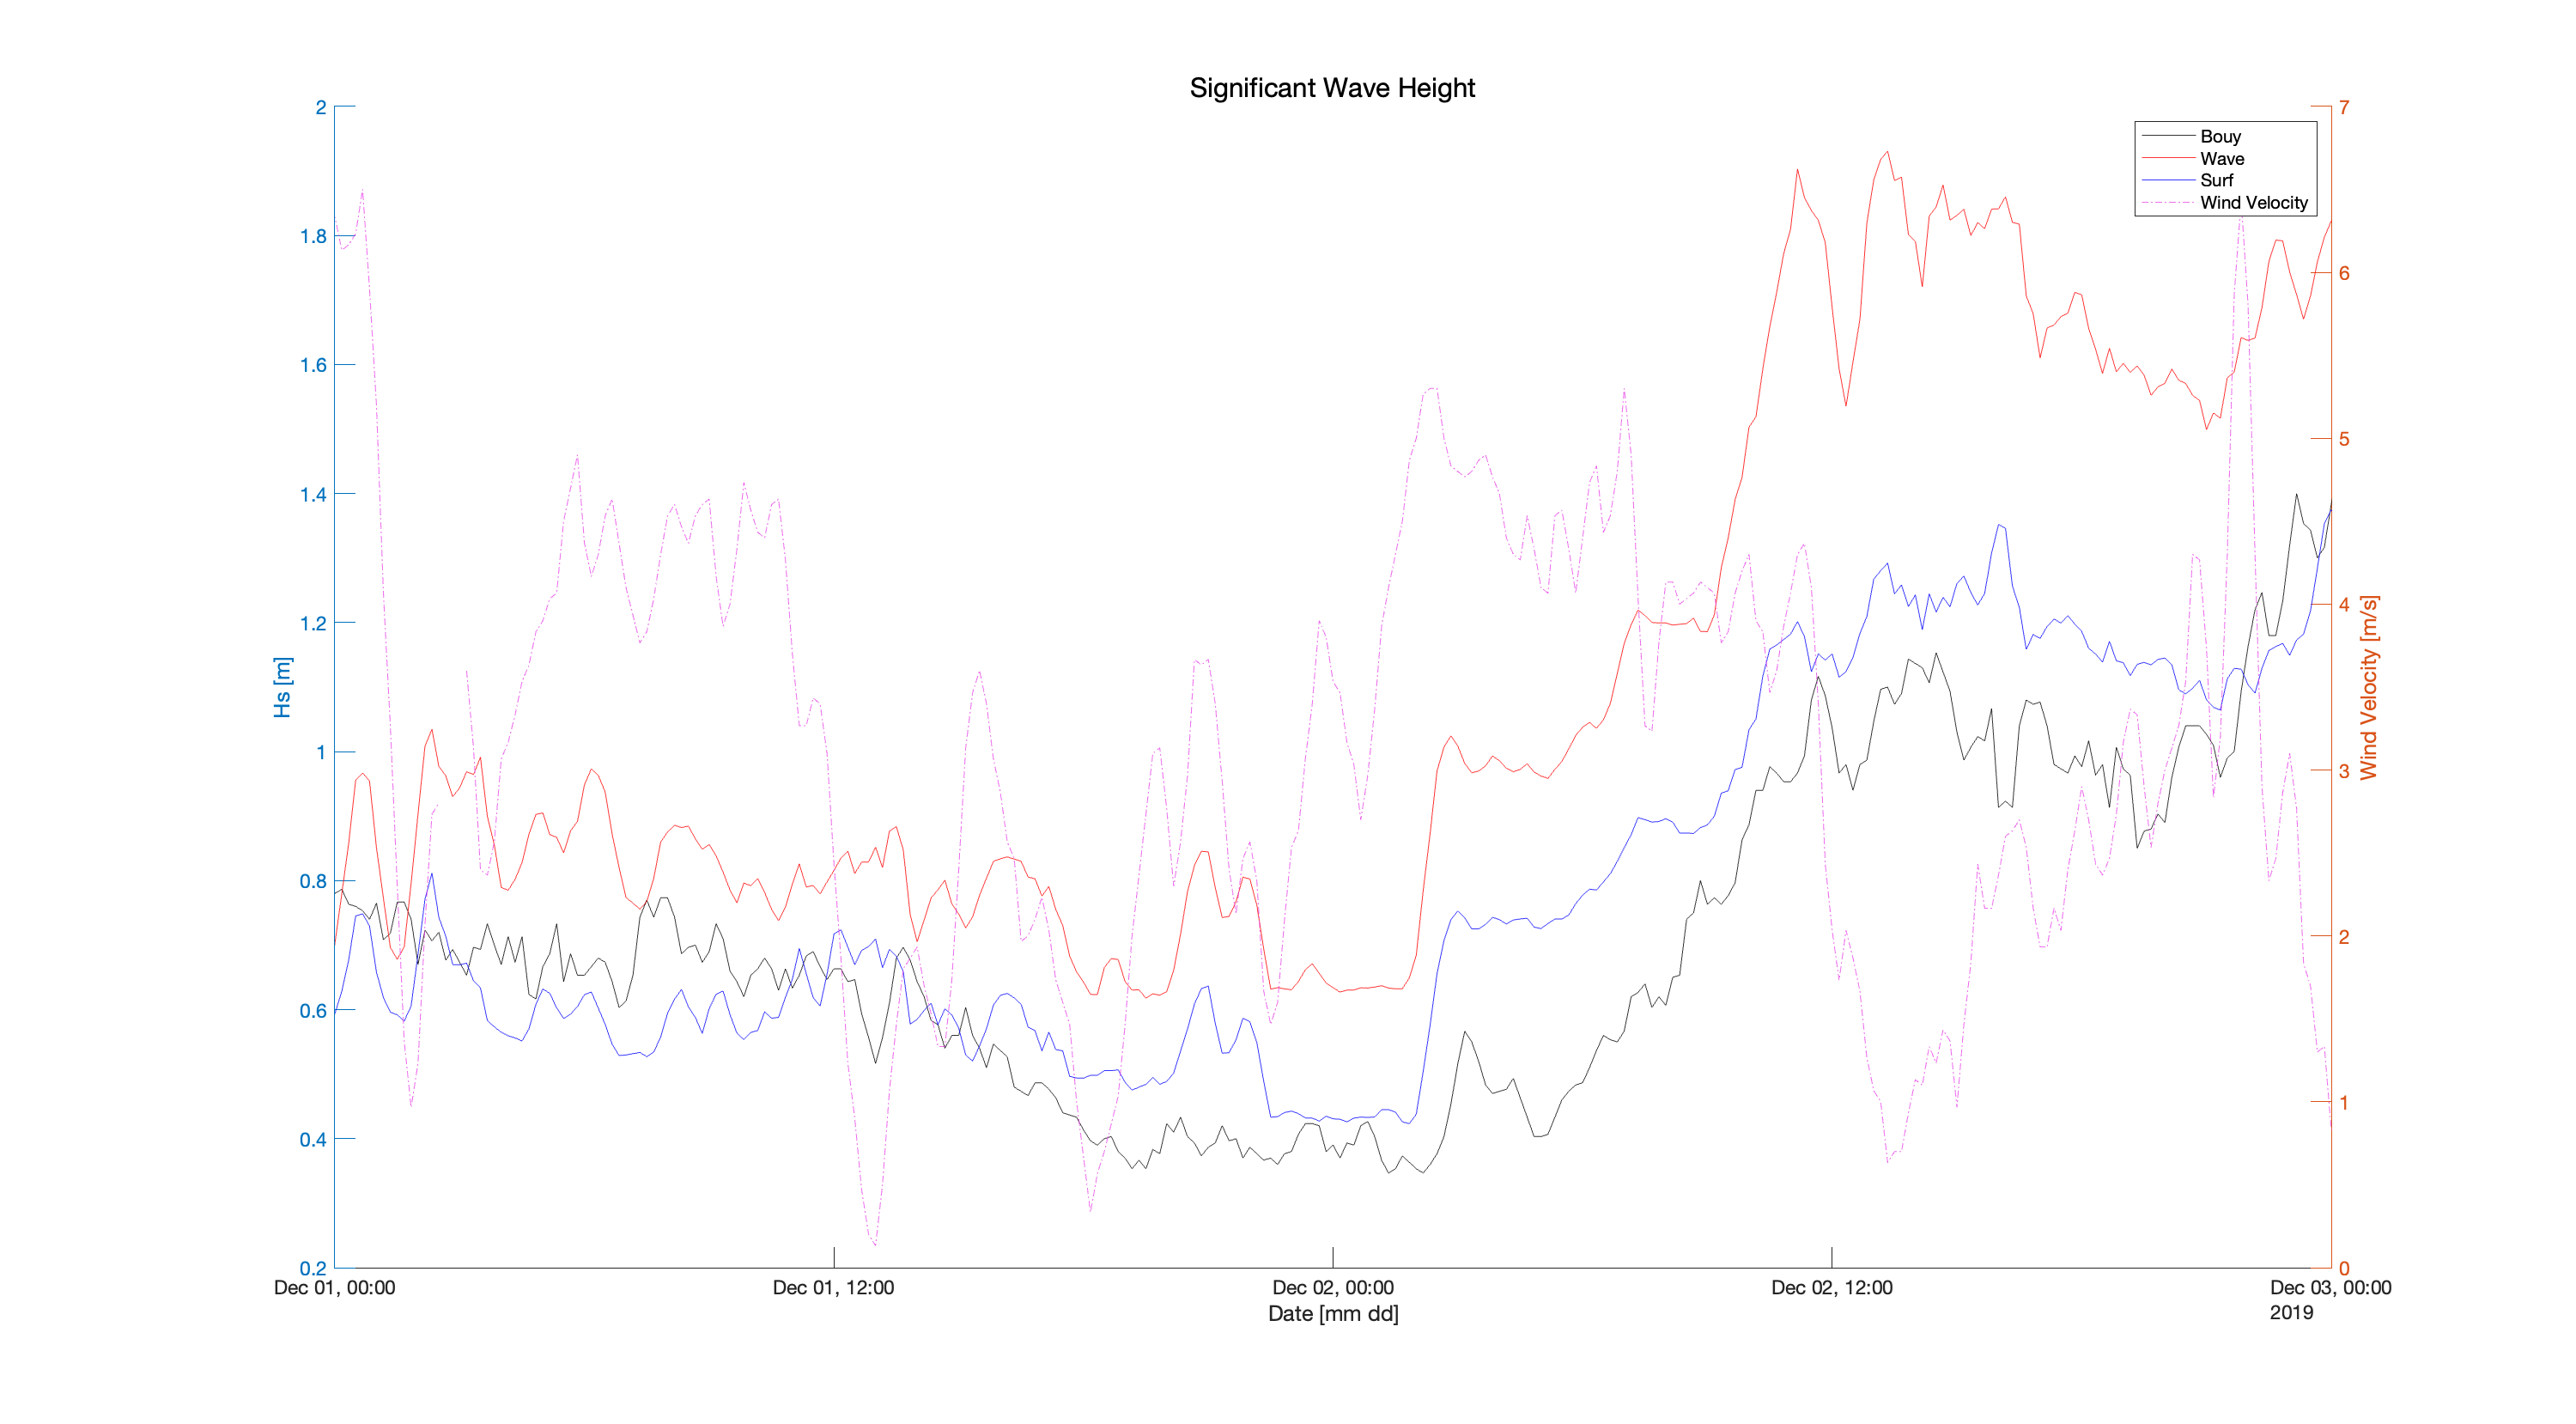 Significant Wave Height
2
1.8
1.6
1.4
1.2
1
0.8
0.6
0.4
0.2
Hs [m]
7
6
5
4
3
2
1
0
Wind Velocity [m/s]
Bouy
Wave
Surf
Wind Velocity
Dec 01, 00:00
Dec 01, 12:00
Dec 02, 00:00
Dec 02, 12:00
Dec 03, 00:00
2019
Date [mm dd]